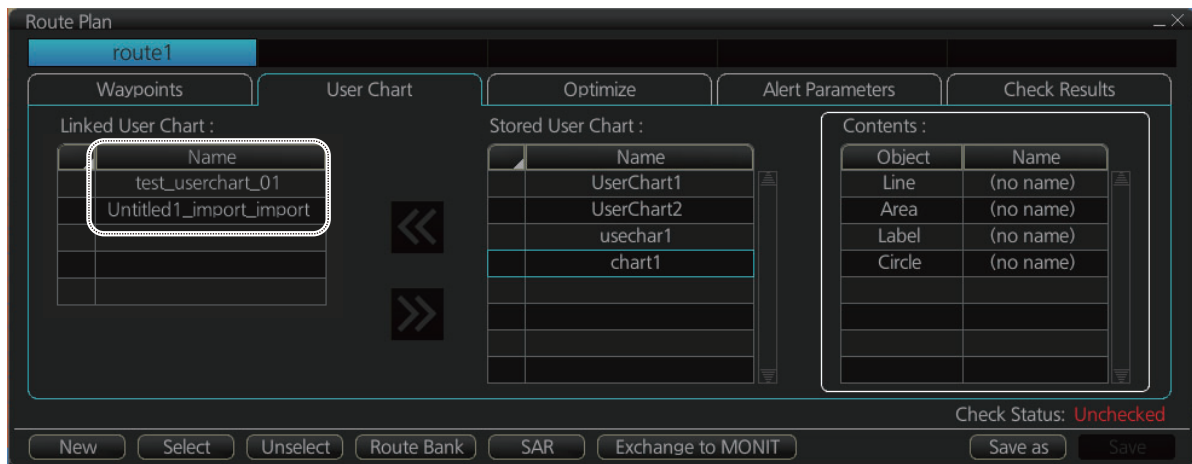 Route Plan
route1
Waypoints User Chart Optimize Alert Parameters Check Results
Linked User Chart :
Name
test_userchart_01
Untitled1_import_import
Stored User Chart :
Name
UserChart1
UserChart2
usechar1
chart1
Contents :
Object Name
Line (no name)
Area (no name)
Label (no name)
Circle (no name)
Check Status: Unchecked
New Select Unselect Route Bank SAR Exchange to MONIT Save as Save